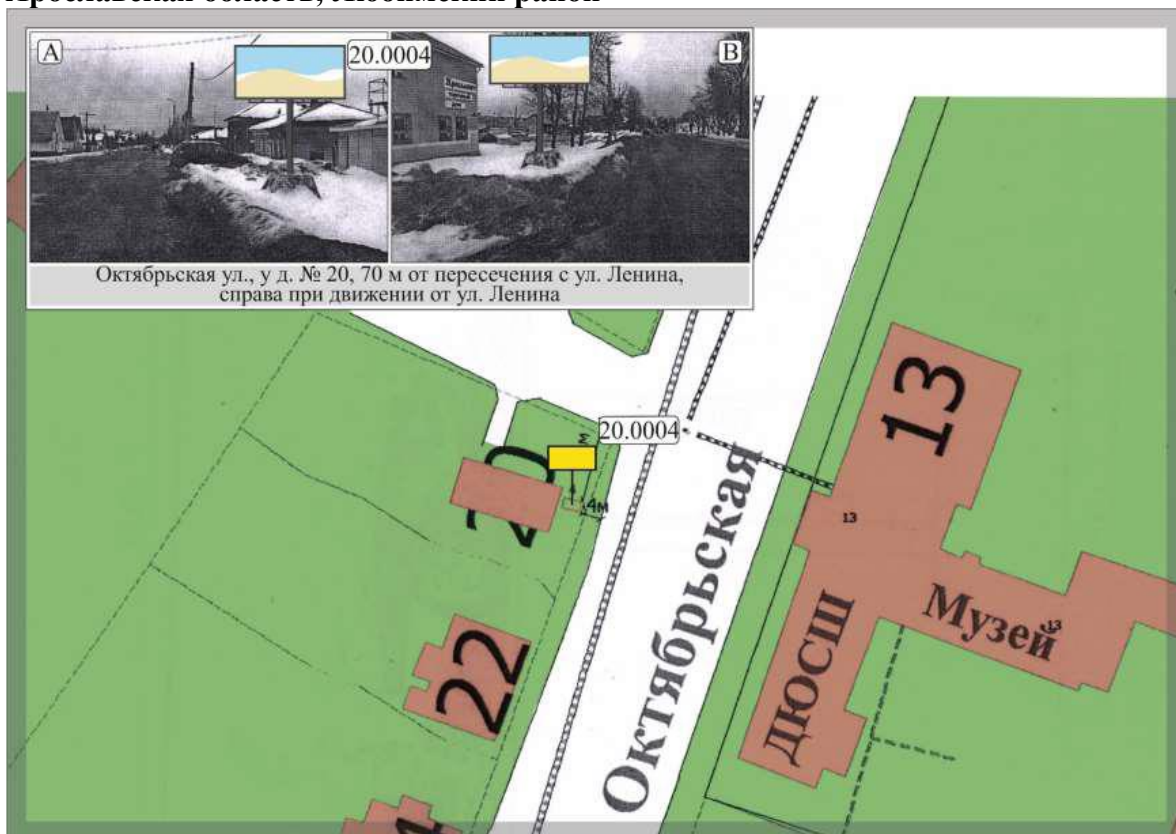 Ярославская область, Любимский район
A
20.0004
B
Октябрьская ул., у д. № 20, 70 м от пересечения с ул. Ленина,
справа при движении от ул. Ленина
13
20.0004
20
4м
13
Октябрьская
Музей
13
22
ДЮСШ